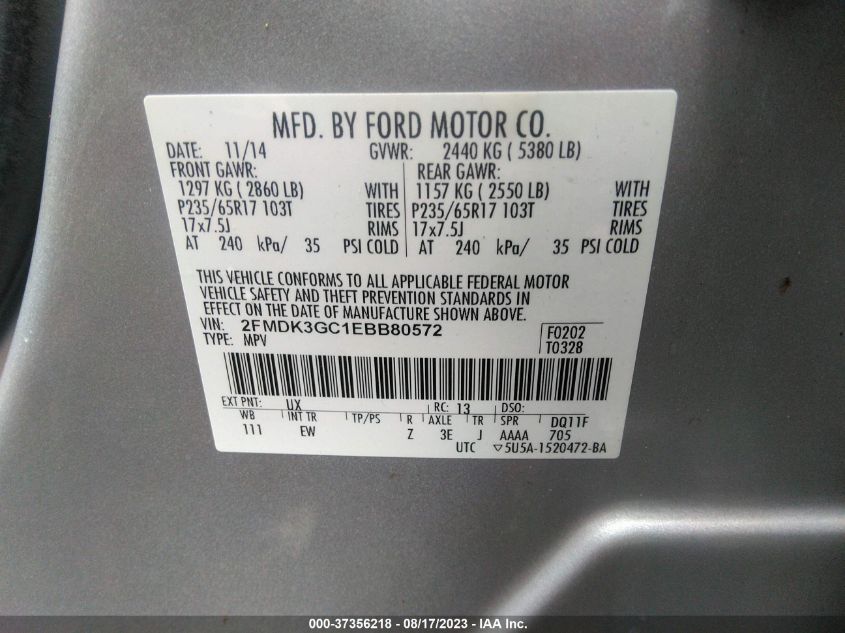 MFD. BY FORD MOTOR CO.
DATE: 11/14 GVWR: 2440 KG ( 5380 LB)
FRONT GAWR: REAR GAWR:
1297 KG ( 2860 LB) WITH 1157 KG ( 2550 LB) WITH
P235/65R17 103T TIRES P235/65R17 103T TIRES
17x7.5J RIMS 17x7.5J RIMS
AT 240 kPa/ 35 PSI COLD AT 240 kPa/ 35 PSI COLD
THIS VEHICLE CONFORMS TO ALL APPLICABLE FEDERAL MOTOR
VEHICLE SAFETY AND THEFT PREVENTION STANDARDS IN
EFFECT ON THE DATE OF MANUFACTURE SHOWN ABOVE.
VIN: 2FMDK3GC1EBB80572 F0202
TYPE: MPV T0328
EXT PNT: UX RC: 13 DSO:
WB INT TR TP/PS R AXLE TR SPR DQ11F
111 EW Z 3E J AAAA 705
UTC ▽5U5A-1520472-BA
000-37356218 - 08/17/2023 - IAA Inc.